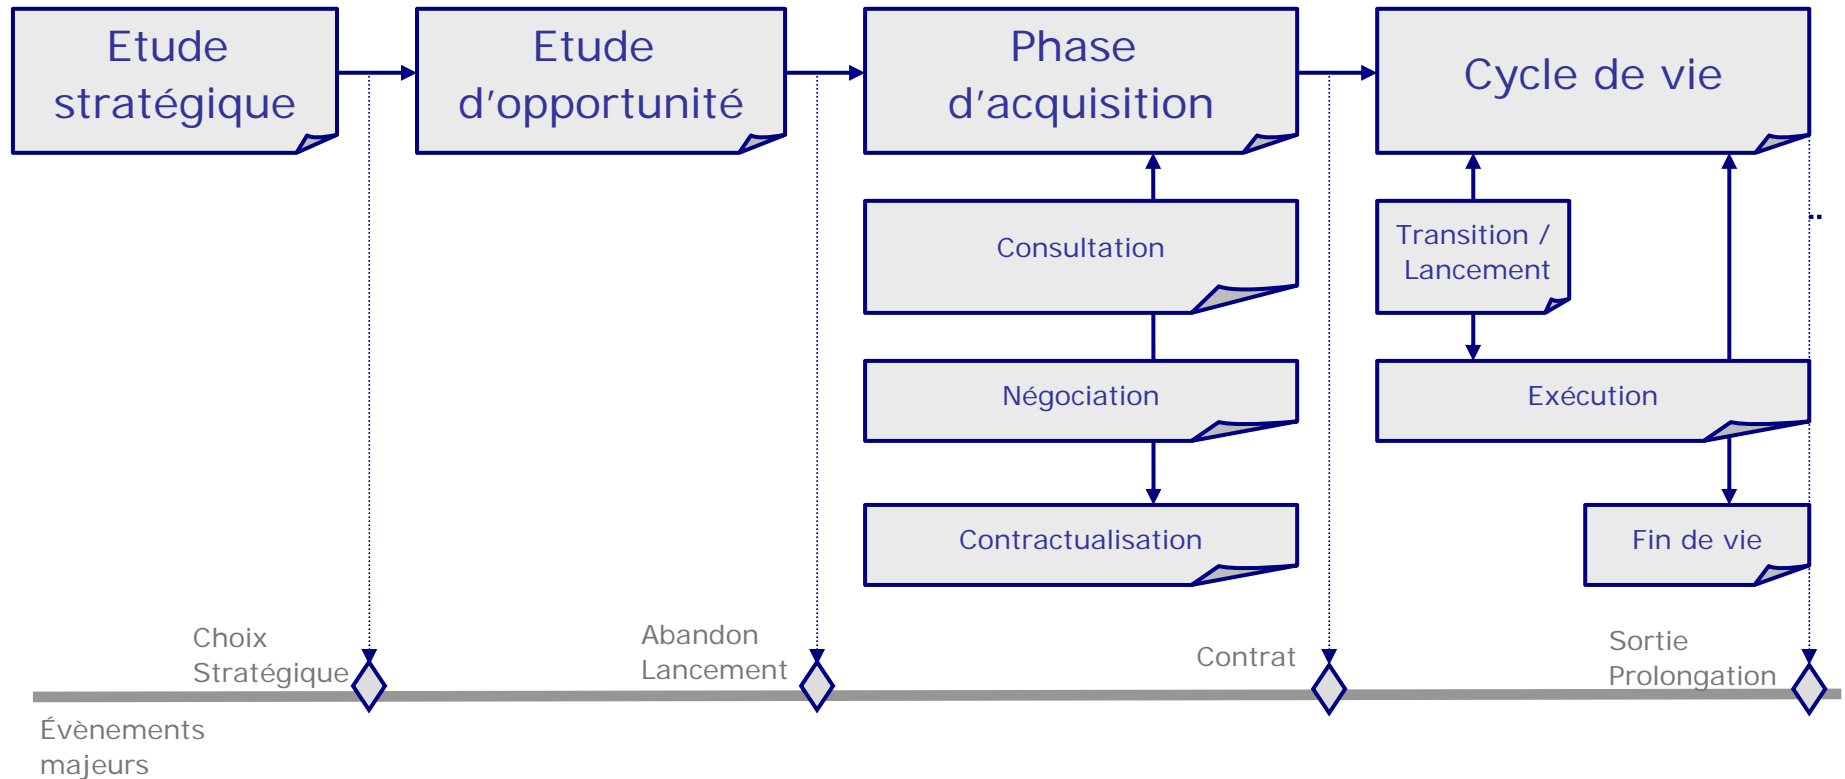 Etude
stratégique
Etude
d'opportunité
Phase
d'acquisition
Cycle de vie
Consultation
Transition /
Lancement
Négociation
Exécution
Contractualisation
Fin de vie
Choix
Stratégique
Abandon
Lancement
Contrat
Sortie
Prolongation
Évènements
majeurs